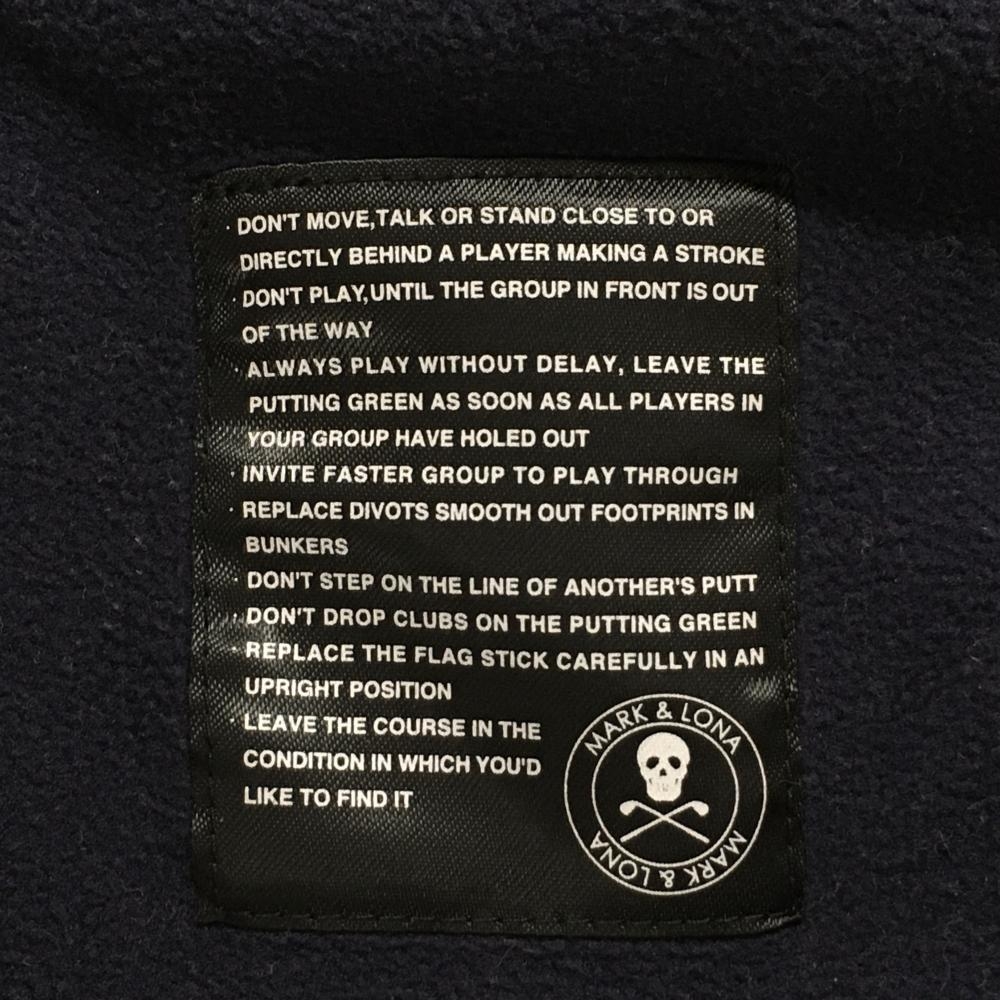 · DON'T MOVE,TALK OR STAND CLOSE TO OR
DIRECTLY BEHIND A PLAYER MAKING A STROKE
· DON'T PLAY,UNTIL THE GROUP IN FRONT IS OUT
OF THE WAY
· ALWAYS PLAY WITHOUT DELAY, LEAVE THE
PUTTING GREEN AS SOON AS ALL PLAYERS IN
YOUR GROUP HAVE HOLED OUT
· INVITE FASTER GROUP TO PLAY THROUGH
· REPLACE DIVOTS SMOOTH OUT FOOTPRINTS IN
BUNKERS
· DON'T STEP ON THE LINE OF ANOTHER'S PUTT
· DON'T DROP CLUBS ON THE PUTTING GREEN
· REPLACE THE FLAG STICK CAREFULLY IN AN
UPRIGHT POSITION
· LEAVE THE COURSE IN THE
CONDITION IN WHICH YOU'D
LIKE TO FIND IT
MARK & LONA
MARK & LONA